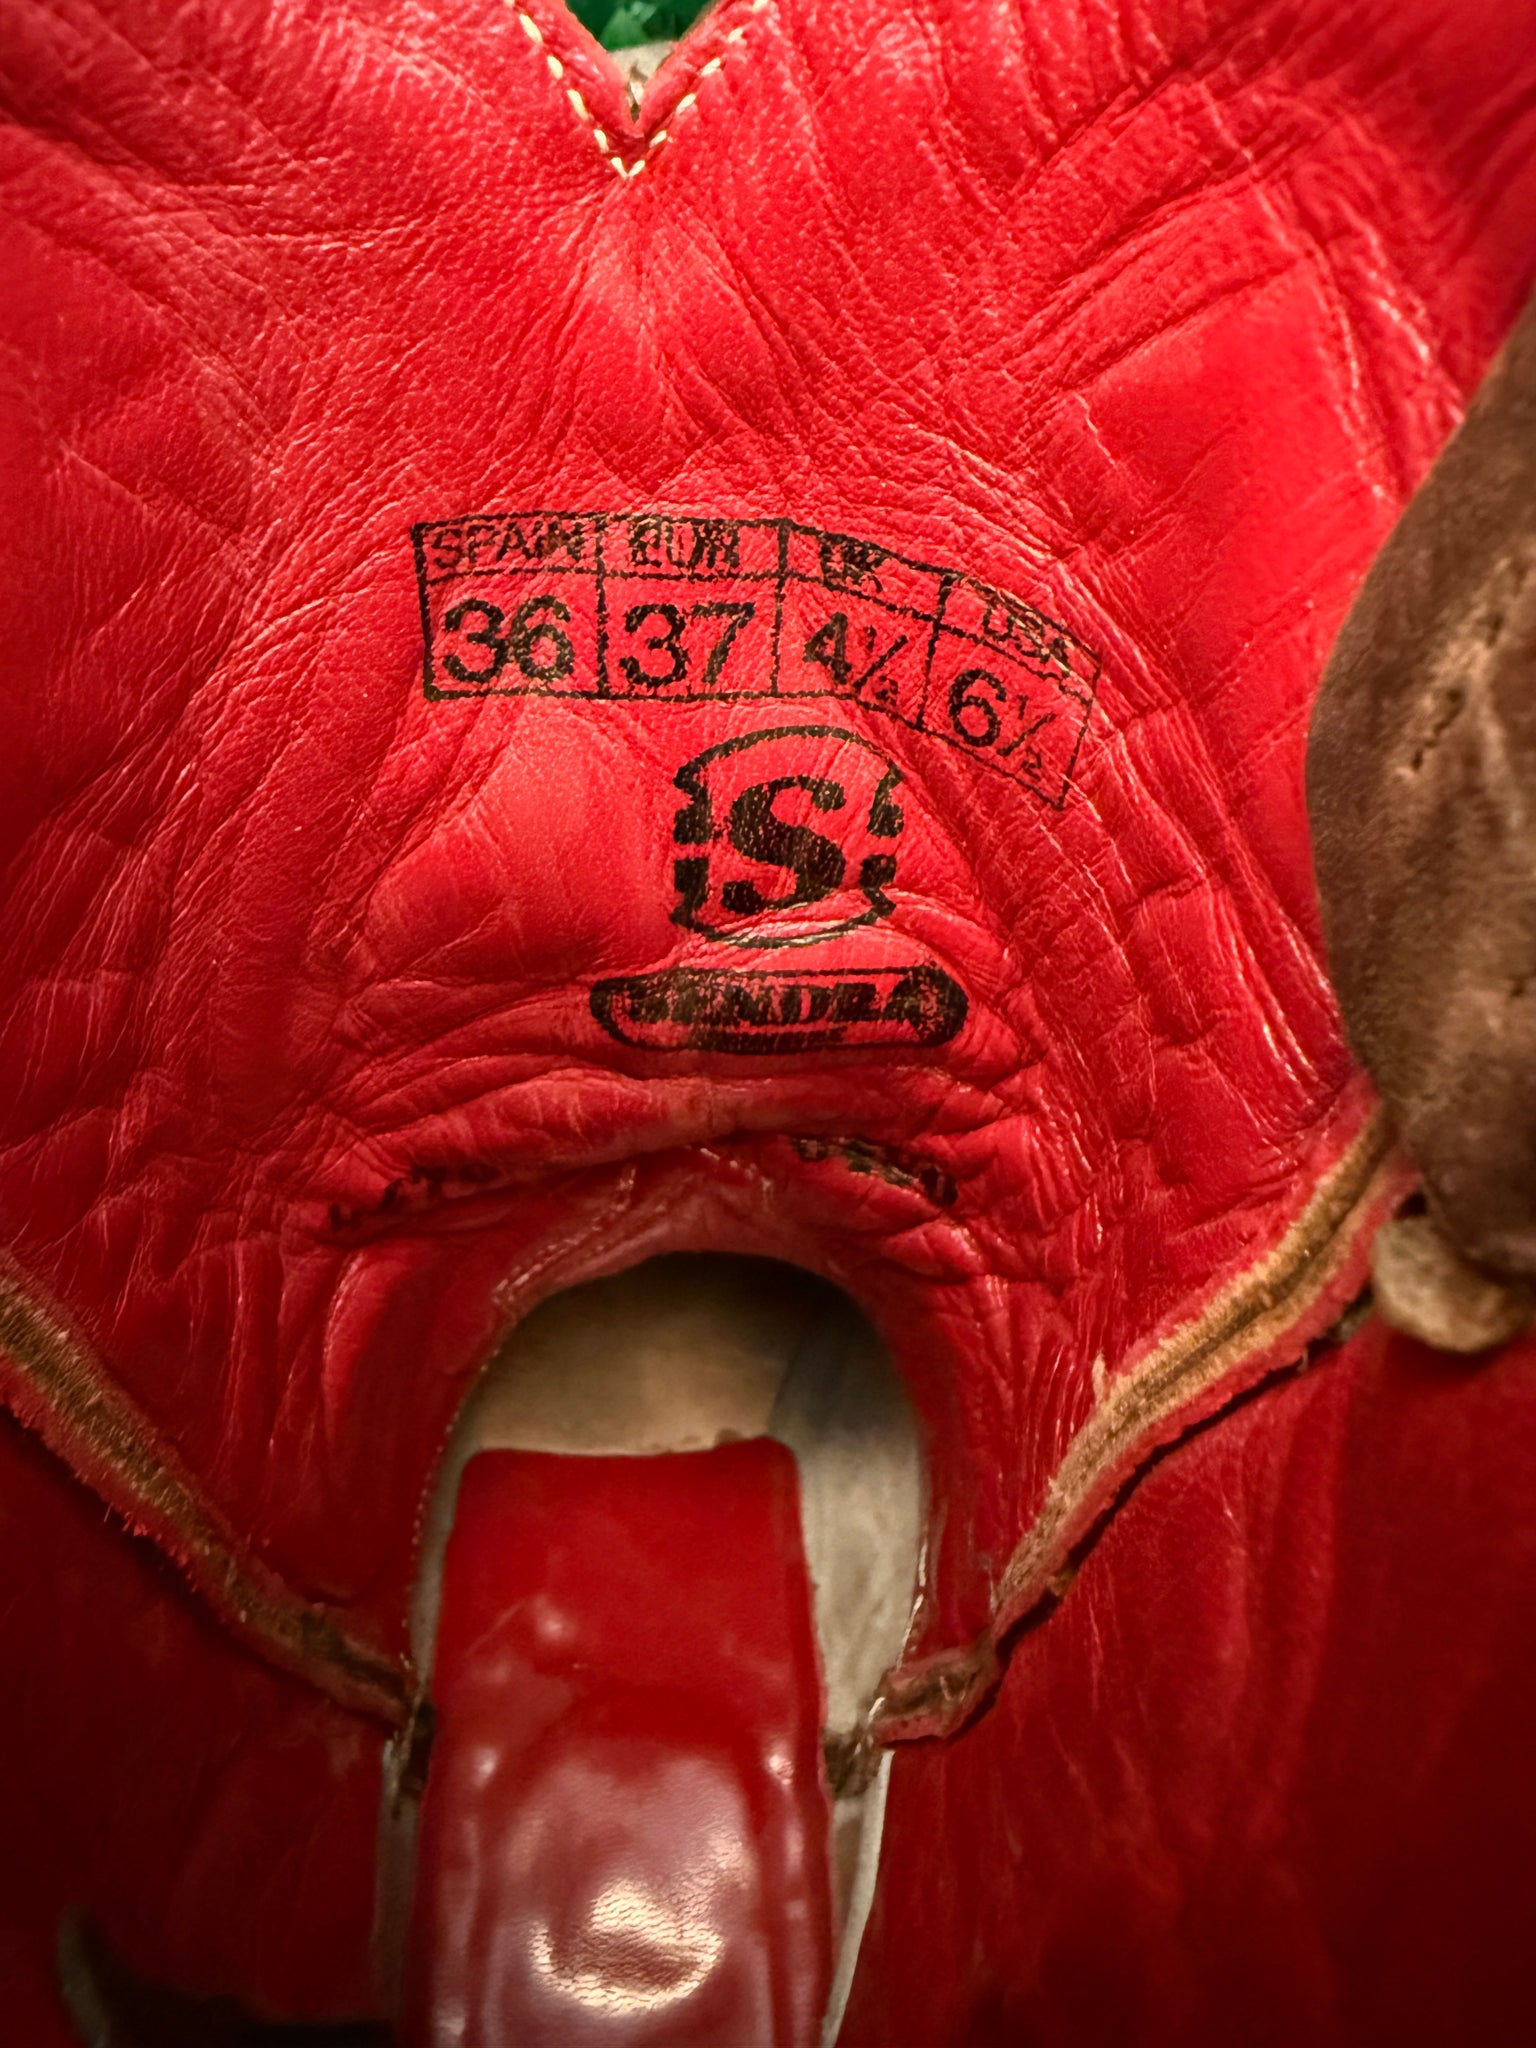 SPAIN EUR UK USA
36 37 4½ 6½
S
SENDRA